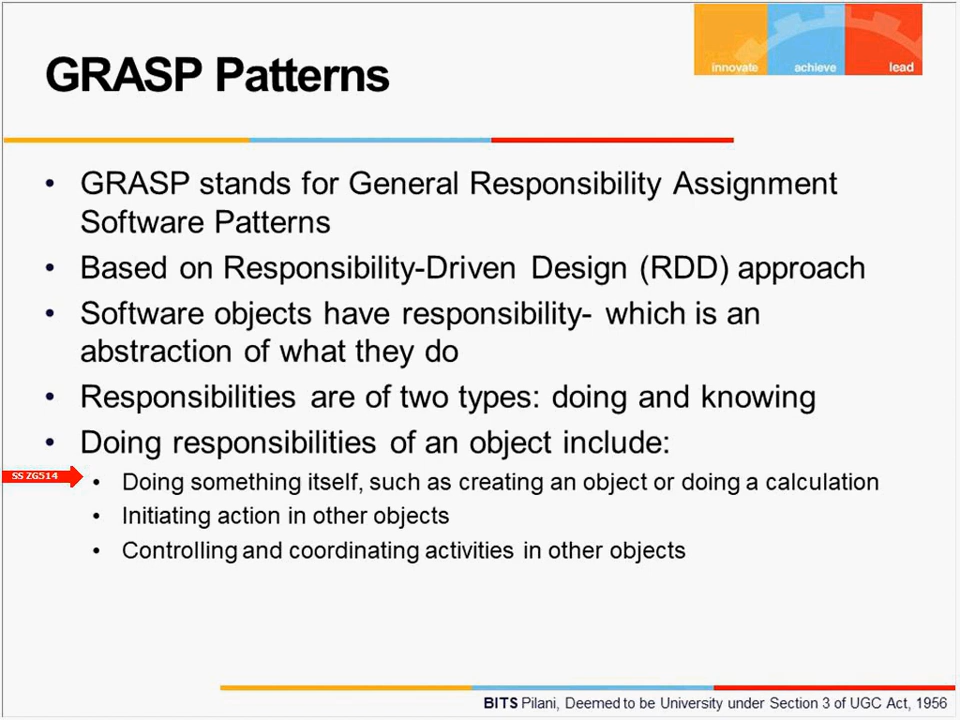 GRASP Patterns
innovate achieve lead
• GRASP stands for General Responsibility Assignment
Software Patterns
• Based on Responsibility-Driven Design (RDD) approach
• Software objects have responsibility- which is an
abstraction of what they do
• Responsibilities are of two types: doing and knowing
• Doing responsibilities of an object include:
SS ZG514
• Doing something itself, such as creating an object or doing a calculation
• Initiating action in other objects
• Controlling and coordinating activities in other objects
BITS Pilani, Deemed to be University under Section 3 of UGC Act, 1956